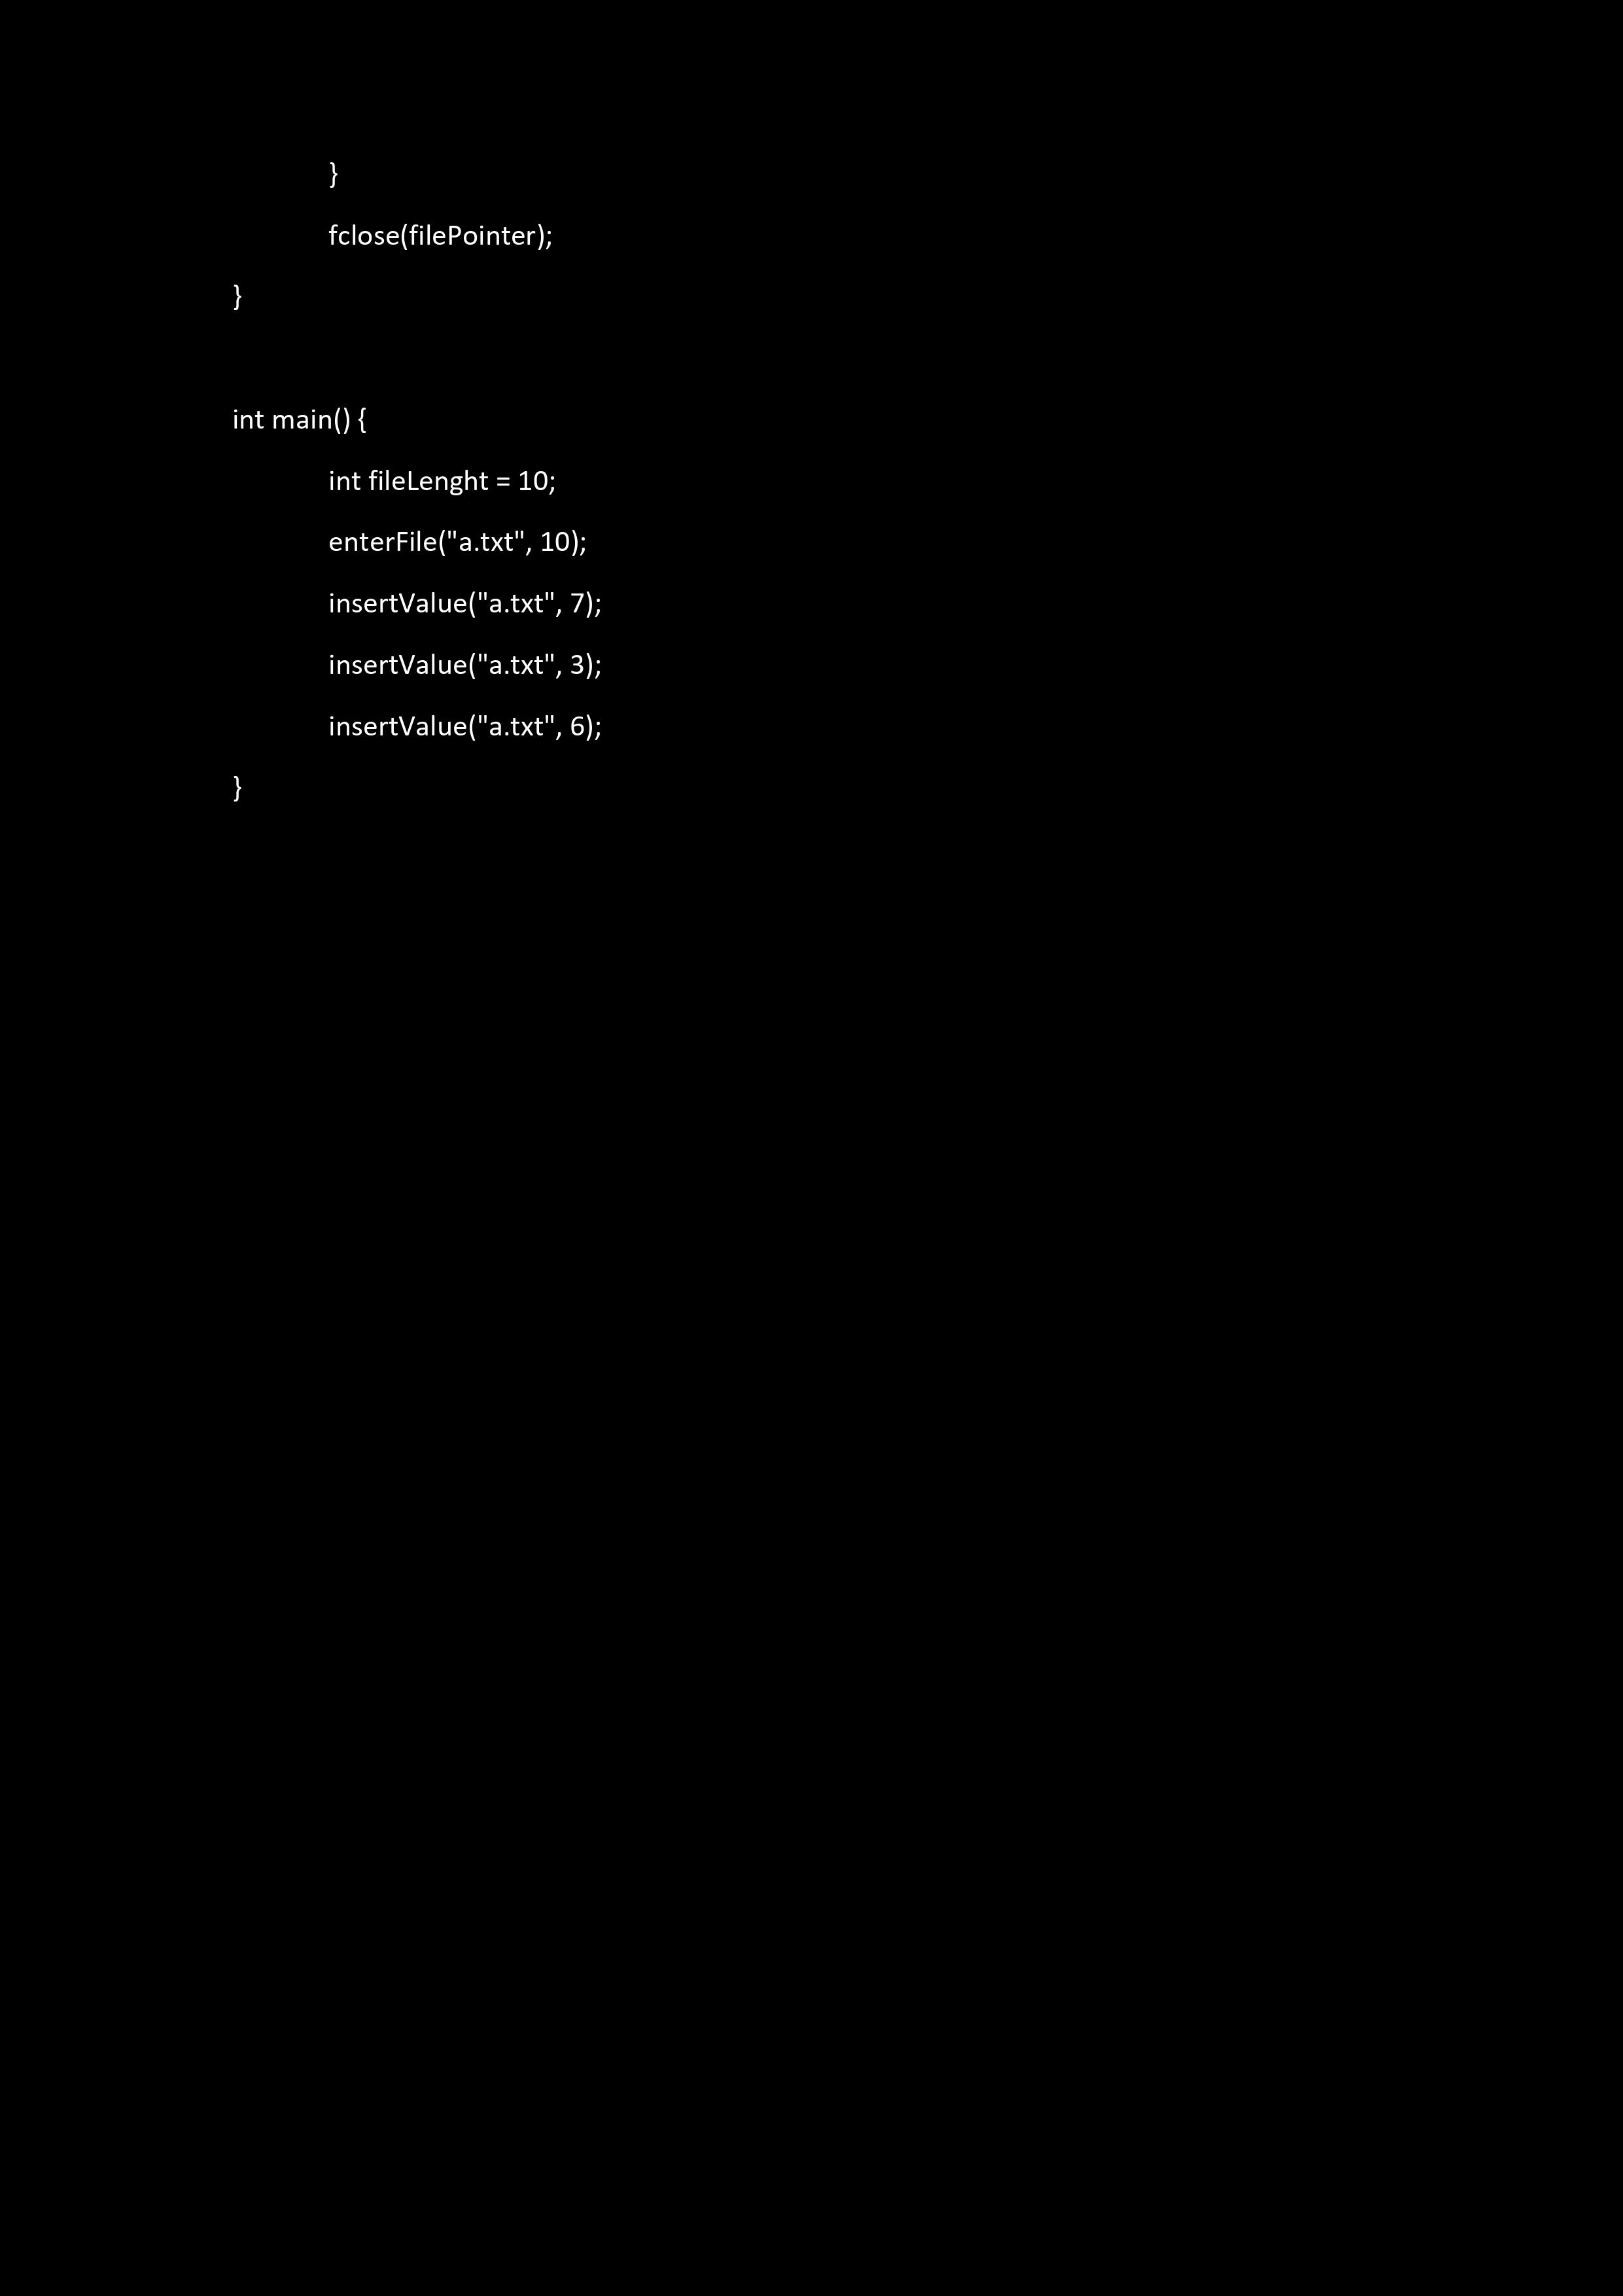 }
fclose(filePointer);
}
int main() {
int fileLenght = 10;
enterFile("a.txt", 10);
insertValue("a.txt", 7);
insertValue("a.txt", 3);
insertValue("a.txt", 6);
}